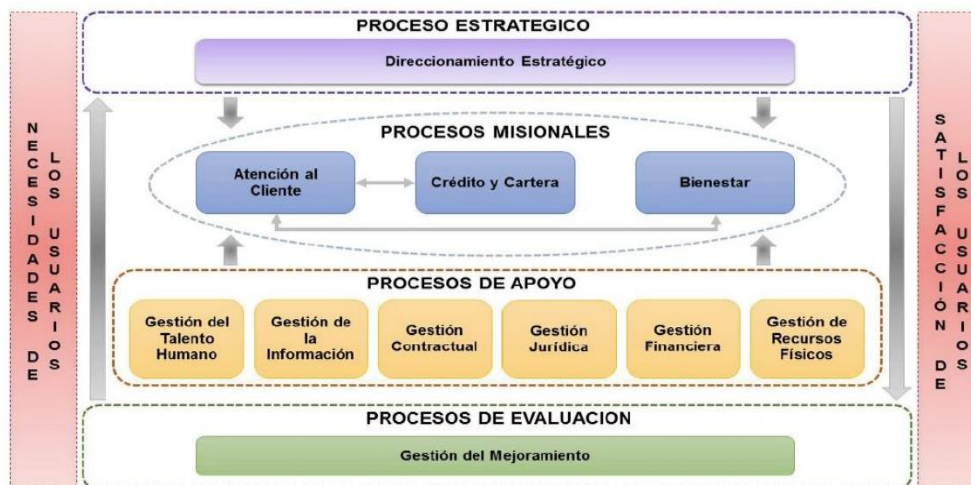 PROCESO ESTRATEGICO
Direccionamiento Estratégico
NECESIDADES DE
LOS USUARIOS
PROCESOS MISIONALES
Atención al
Cliente
Crédito y Cartera
Bienestar
PROCESOS DE APOYO
Gestión del
Talento
Humano
Gestión de
la
Información
Gestión
Contractual
Gestión
Jurídica
Gestión
Financiera
Gestión de
Recursos
Físicos
PROCESOS DE EVALUACION
Gestión del Mejoramiento
SATISFACCIÓN DE
LOS USUARIOS